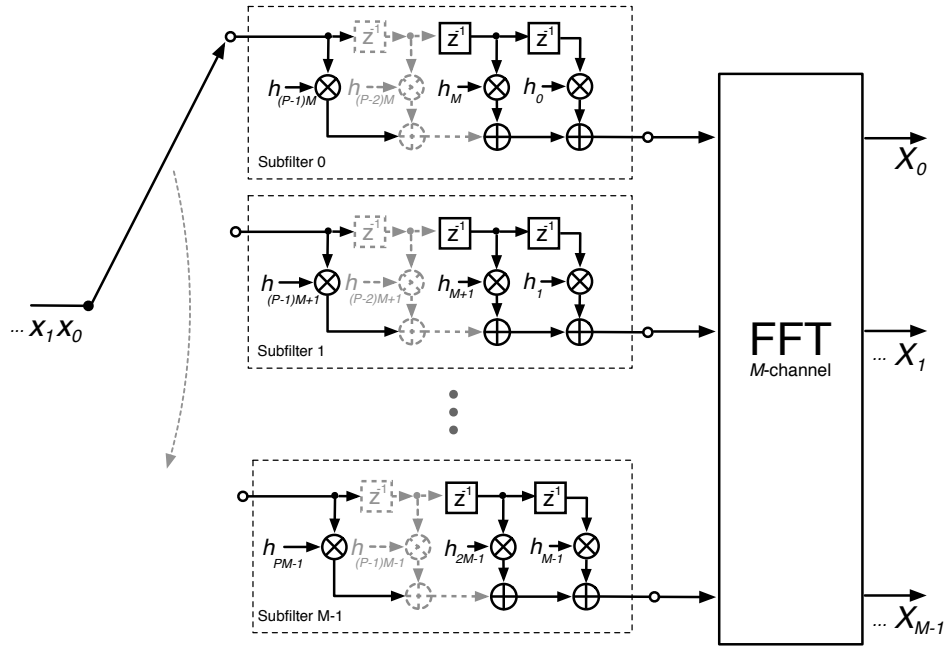 z⁻¹ z⁻¹ z⁻¹
h(P-1)M h(P-2)M hM h0
Subfilter 0
X0
z⁻¹ z⁻¹ z⁻¹
h(P-1)M+1 h(P-2)M+1 hM+1 h1
... x1 x0
Subfilter 1
FFT
M-channel
... X1
z⁻¹ z⁻¹ z⁻¹
hPM-1 h(P-1)M-1 h2M-1 hM-1
Subfilter M-1
... XM-1